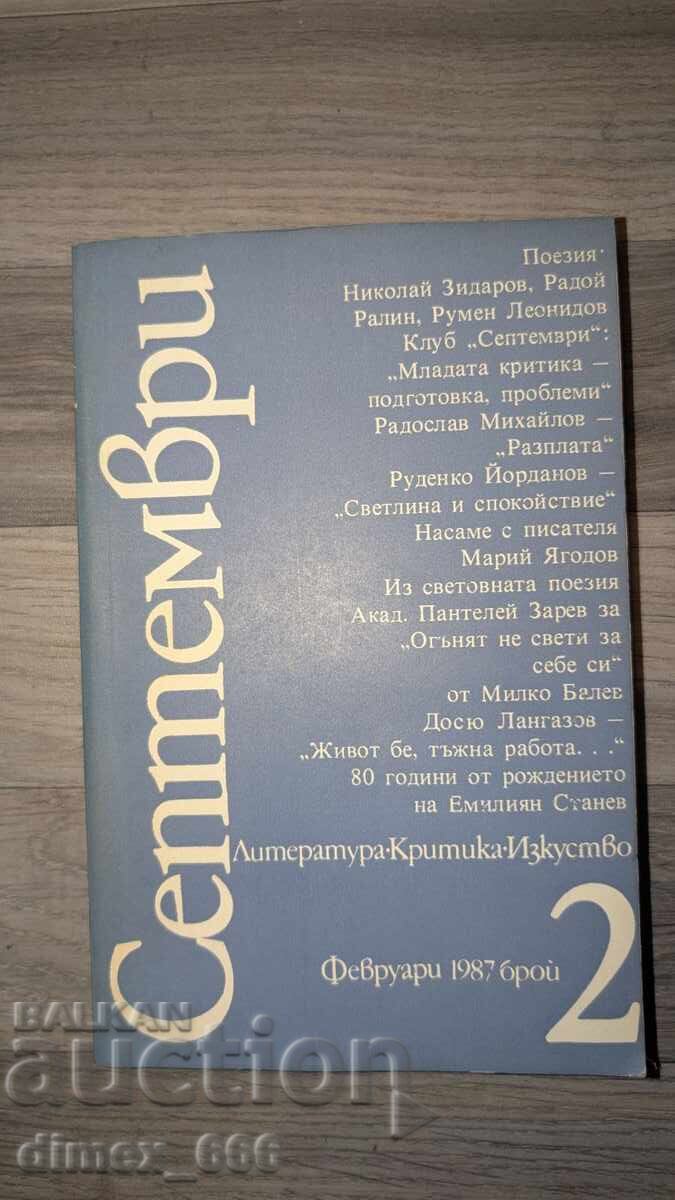 Септември
Поезия:
Николай Зидаров, Радой
Ралин, Румен Леонидов
Клуб „Септември“:
„Младата критика –
подготовка, проблеми“
Радослав Михайлов –
„Разплата“
Руденко Йорданов –
„Светлина и спокойствие“
Насаме с писателя
Марий Ягодов
Из световната поезия
Акад. Пантелей Зарев за
„Огънят не свети за
себе си“
от Милко Балев
Досю Лангазов –
„Живот бе, тъжна работа. . .“
80 години от рождението
на Емилиян Станев
Литература·Критика·Изкуство
Февруари 1987 брой 2
BALKAN
auction
dimex_666